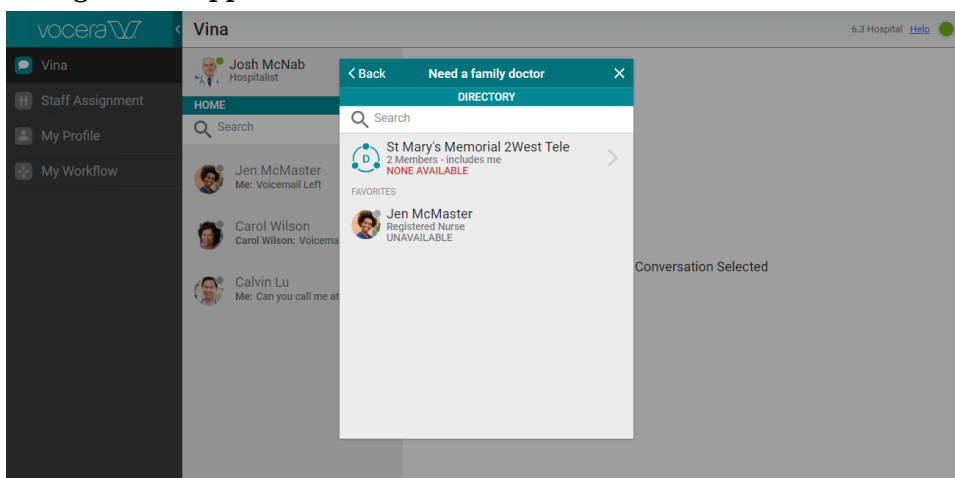 vocera
Vina
6.3 Hospital Help
Vina
Staff Assignment
My Profile
My Workflow
Josh McNab
Hospitalist
HOME
Search
Jen McMaster
Me: Voicemail Left
Carol Wilson
Carol Wilson: Voicema
Calvin Lu
Me: Can you call me at
Back
Need a family doctor
DIRECTORY
Search
D
St Mary's Memorial 2West Tele
2 Members - includes me
NONE AVAILABLE
FAVORITES
Jen McMaster
Registered Nurse
UNAVAILABLE
Conversation Selected